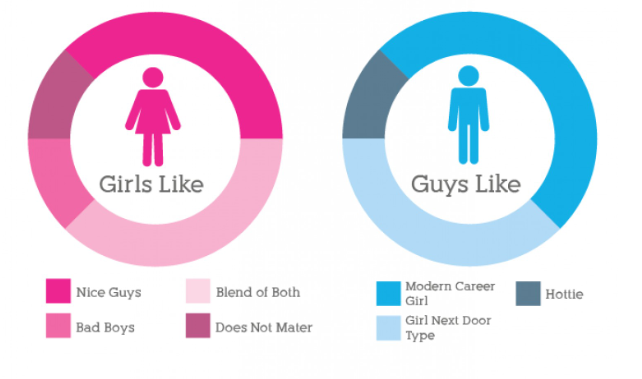 Girls Like
Nice Guys
Blend of Both
Bad Boys
Does Not Mater
Guys Like
Modern Career
Girl
Hottie
Girl Next Door
Type